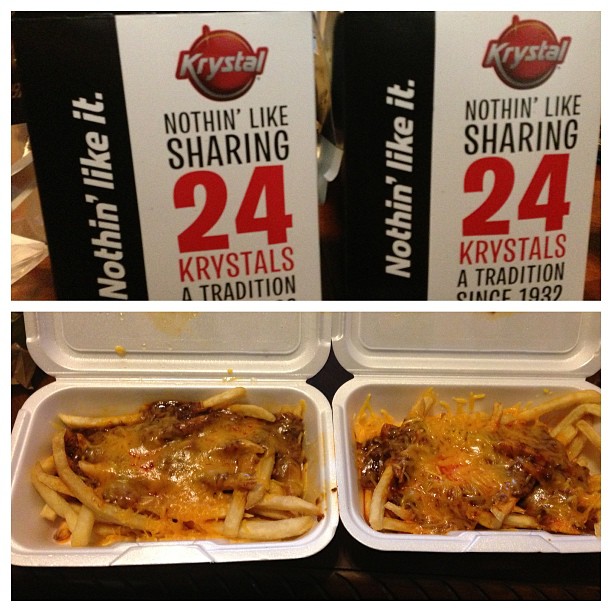 Nothin' like it.
Krystal
NOTHIN' LIKE
SHARING
24
KRYSTALS
A TRADITION
Nothin' like it.
Krystal
NOTHIN' LIKE
SHARING
24
KRYSTALS
A TRADITION
SINCE 1932